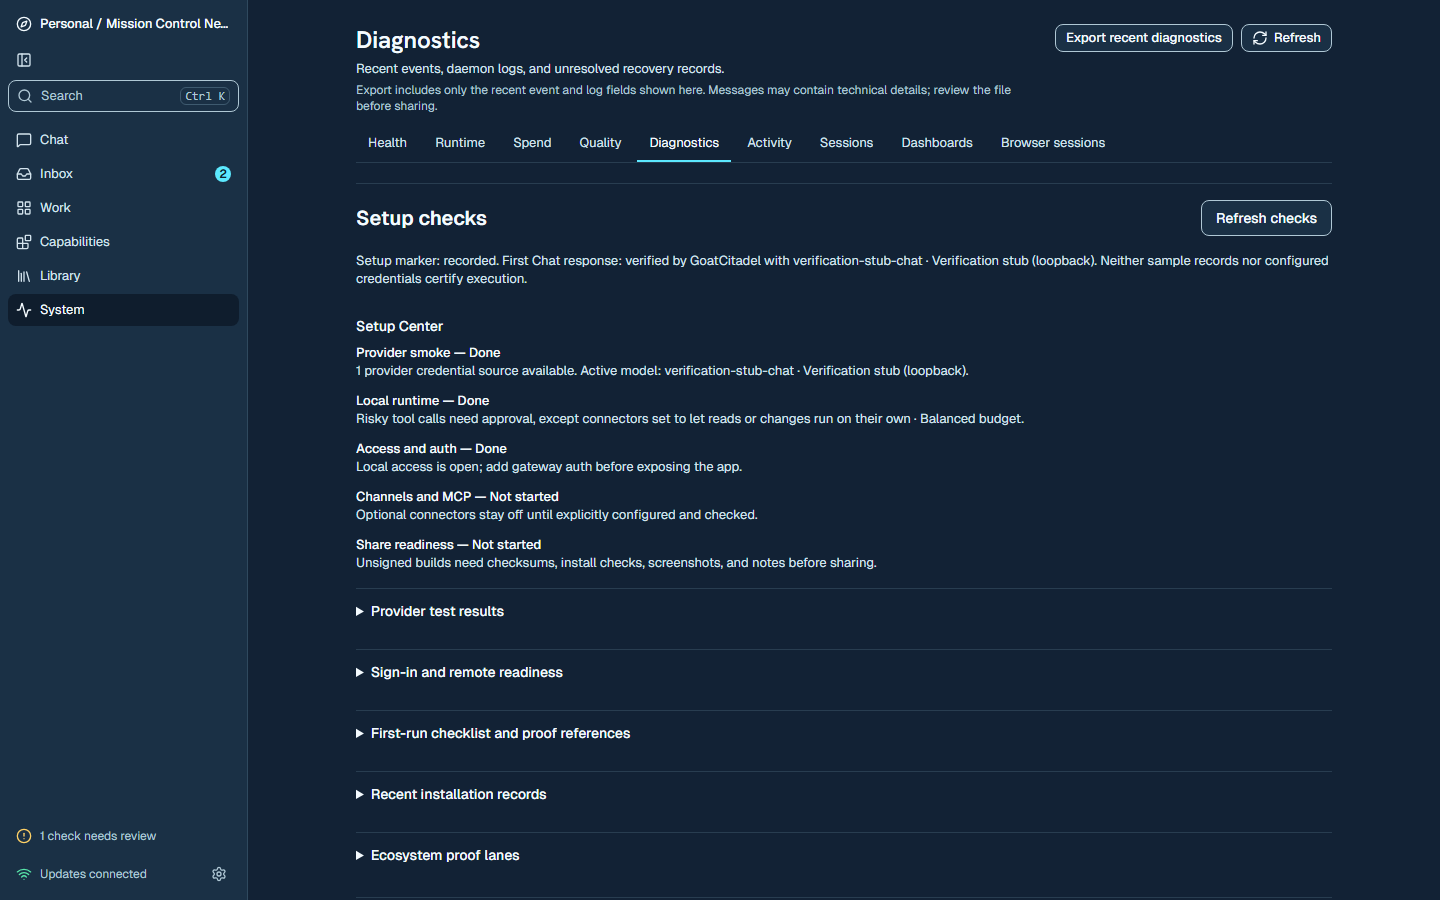 Personal / Mission Control Ne...
Search
Ctrl K
Chat
Inbox
2
Work
Capabilities
Library
System
1 check needs review
Updates connected
Diagnostics
Export recent diagnostics
Refresh
Recent events, daemon logs, and unresolved recovery records.
Export includes only the recent event and log fields shown here. Messages may contain technical details; review the file
before sharing.
Health
Runtime
Spend
Quality
Diagnostics
Activity
Sessions
Dashboards
Browser sessions
Setup checks
Refresh checks
Setup marker: recorded. First Chat response: verified by GoatCitadel with verification-stub-chat · Verification stub (loopback). Neither sample records nor configured
credentials certify execution.
Setup Center
Provider smoke — Done
1 provider credential source available. Active model: verification-stub-chat · Verification stub (loopback).
Local runtime — Done
Risky tool calls need approval, except connectors set to let reads or changes run on their own · Balanced budget.
Access and auth — Done
Local access is open; add gateway auth before exposing the app.
Channels and MCP — Not started
Optional connectors stay off until explicitly configured and checked.
Share readiness — Not started
Unsigned builds need checksums, install checks, screenshots, and notes before sharing.
Provider test results
Sign-in and remote readiness
First-run checklist and proof references
Recent installation records
Ecosystem proof lanes